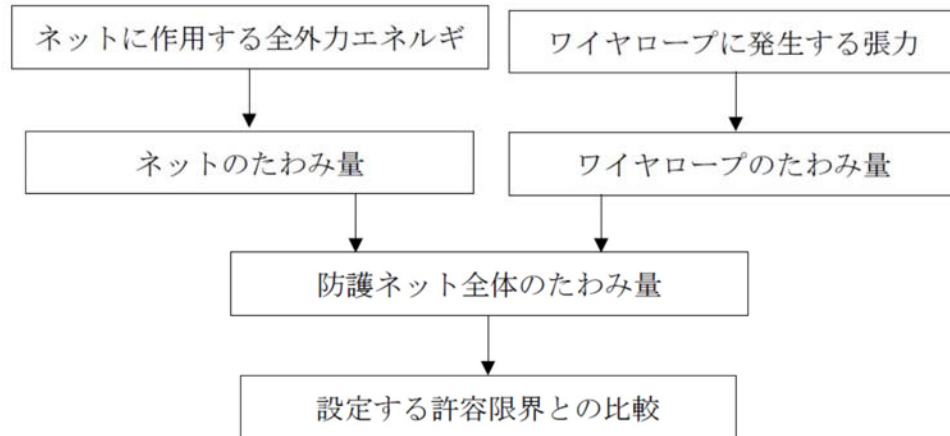 ネットに作用する全外力エネルギ
ワイヤロープに発生する張力
ネットのたわみ量
ワイヤロープのたわみ量
防護ネット全体のたわみ量
設定する許容限界との比較